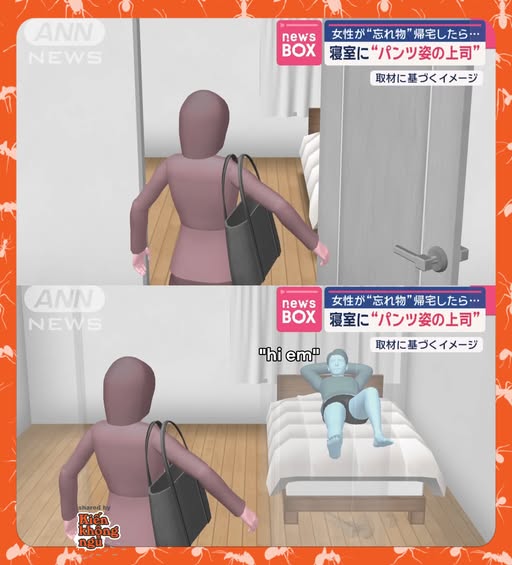 ANN
NEWS
news
BOX
女性が“忘れ物”帰宅したら…
寝室に“パンツ姿の上司”
取材に基づくイメージ
ANN
NEWS
news
BOX
女性が“忘れ物”帰宅したら…
寝室に“パンツ姿の上司”
取材に基づくイメージ
"hi em"
shared by
Kiến
không
ngủ